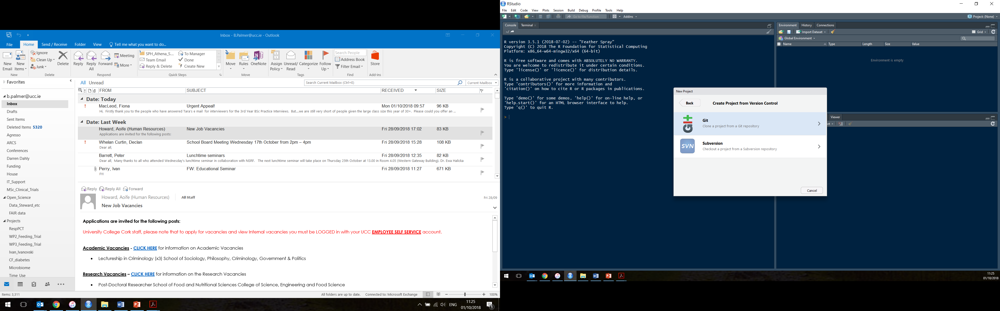 Inbox - B.Palmer@ucc.ie - Outlook
File Home Send / Receive Folder View Tell me what you want to do...
New Email
New Items
New
Ignore
Clean Up
Junk
Delete
Delete
Reply
Reply All
Forward
Meeting
More
Respond
SPH_Athena_S...
Team Email
Reply & Delete
To Manager
Done
Create New
Quick Steps
Move
Rules
OneNote
Move
Assign Policy
Unread/ Read
Categorize
Follow Up
Tags
Search People
Address Book
Filter Email
Find
Store
Add-ins
Favorites
b.palmer@ucc.ie
Inbox
Drafts
Sent Items
Deleted Items 5320
Agresso
ARCS
Conferences
Darren Dahly
Funding
House
IT_Support
MSc_Clinical_Trials
Open_Science
Data_Steward_etc
FAIR data
Projects
RespPCT
WP2_Feeding_Trial
WP3_Feeding_Trial
Ivan_Ivanovski
CF_diabetes
Microbiome
Time_Use
All Unread
Search Current Mailbox (Ctrl+E) Current Mailbox
FROM SUBJECT RECEIVED SIZE
Date: Today
MacLeod, Fiona Urgent Appeal! Mon 01/10/2018 09:57 96 KB
Hi, Firstly thank you to the people who have answered Tara's e mail for interviewers for the 3rd Year BSc Practice Interviews. But....we are still very short of people given the large class size this year of 30+. Please could you offer an ...
Date: Last Week
Howard, Aoife (Human Resources) New Job Vacancies Fri 28/09/2018 17:02 83 KB
Applications are invited for the following posts:
Whelan Curtin, Declan School Board Meeting Wednesday 17th October from 2pm – 4pm Fri 28/09/2018 15:28 108 KB
Dear all,
Barrett, Peter Lunchtime seminars Fri 28/09/2018 12:35 82 KB
Dear all, Many thanks to all who attended Wednesday's lunchtime seminar in collaboration with NSRF. The next lunchtime seminar will take place on Thursday 25th October at 13.00 in Room 4.05 (Western Gateway Building). Dr. Ewa Halicka
Perry, Ivan FW: Educational Seminar Fri 28/09/2018 11:27 671 KB
FYI
Reply Reply All Forward
Howard, Aoife (Human Resources) All Staff Fri 28/09
New Job Vacancies
Applications are invited for the following posts:
University College Cork staff, please note that to apply for vacancies and view Internal vacancies you must be LOGGED in with your UCC EMPLOYEE SELF SERVICE account.
Academic Vacancies - CLICK HERE for information on Academic Vacancies
• Lectureship in Criminology (x3) School of Sociology, Philosophy, Criminology, Government & Politics
Research Vacancies – CLICK HERE for information on the Research Vacancies
• Post-Doctoral Researcher School of Food and Nutritional Sciences College of Science, Engineering and Food Science
Items: 3,311 All folders are up to date. Connected to: Microsoft Exchange 100%
ENG 11:25
01/10/2018
1
RStudio
File Edit Code View Plots Session Build Debug Profile Tools Help
Go to file/function Addins Project: (None)
Console Terminal
~/
R version 3.5.1 (2018-07-02) -- "Feather Spray"
Copyright (C) 2018 The R Foundation for Statistical Computing
Platform: x86_64-w64-mingw32/x64 (64-bit)
R is free software and comes with ABSOLUTELY NO WARRANTY.
You are welcome to redistribute it under certain conditions.
Type 'license()' or 'licence()' for distribution details.
R is a collaborative project with many contributors.
Type 'contributors()' for more information and
'citation()' on how to cite R or R packages in publications.
Type 'demo()' for some demos, 'help()' for on-line help, or
'help.start()' for an HTML browser interface to help.
Type 'q()' to quit R.
>
Environment History Connections
Import Dataset Grid
Global Environment
Name Type Length Size Value
Environment is empty
Viewer
ort
New Project
Back Create Project from Version Control
git
Git
Clone a project from a Git repository
SVN
Subversion
Checkout a project from a Subversion repository
Cancel
11:25
01/10/2018